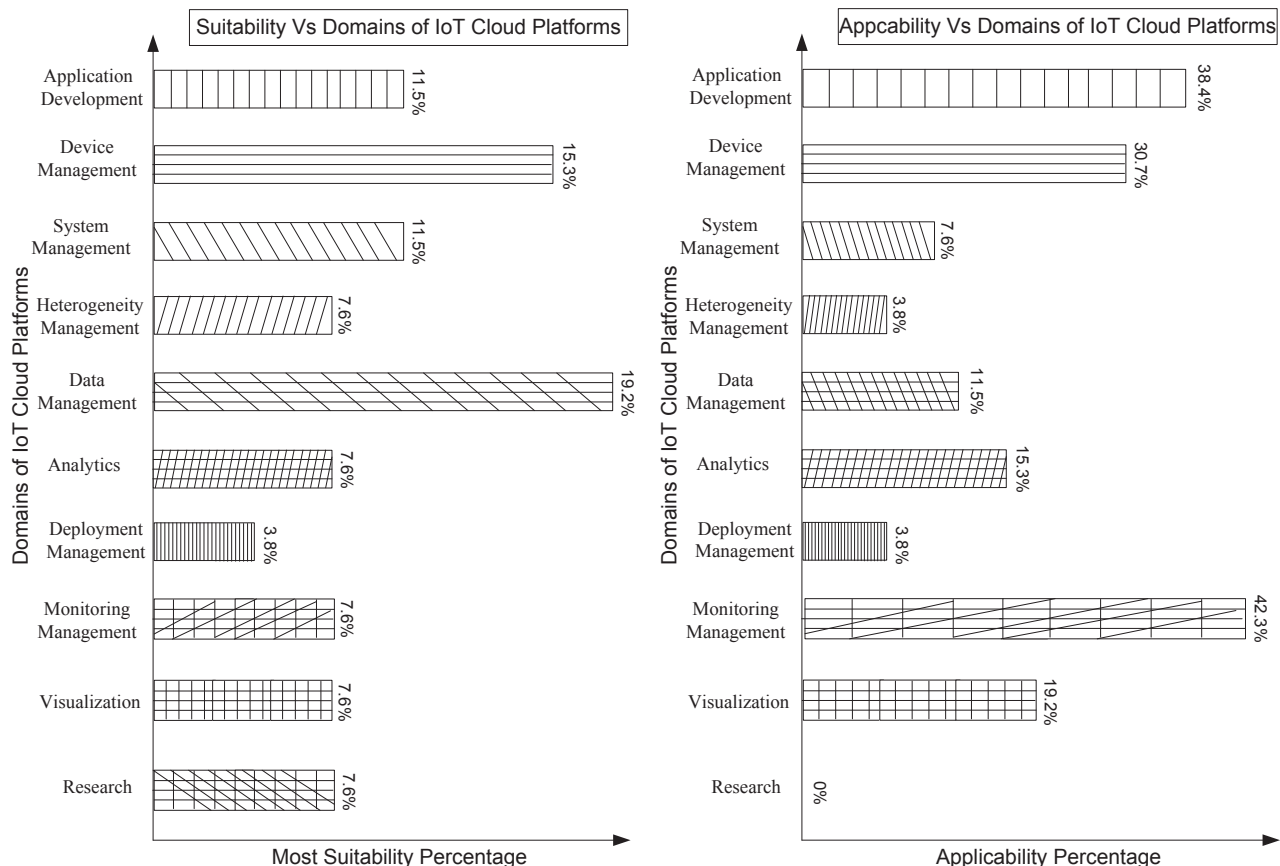 Suitability Vs Domains of IoT Cloud Platforms
Application
Development
11.5%
Device
Management
15.3%
System
Management
11.5%
Heterogeneity
Management
7.6%
Data
Management
19.2%
Analytics
7.6%
Deployment
Management
3.8%
Monitoring
Management
7.6%
Visualization
7.6%
Research
7.6%
Domains of IoT Cloud Platforms
Most Suitability Percentage
Appcability Vs Domains of IoT Cloud Platforms
Application
Development
38.4%
Device
Management
30.7%
System
Management
7.6%
Heterogeneity
Management
3.8%
Data
Management
11.5%
Analytics
15.3%
Deployment
Management
3.8%
Monitoring
Management
42.3%
Visualization
19.2%
Research
0%
Domains of IoT Cloud Platforms
Applicability Percentage